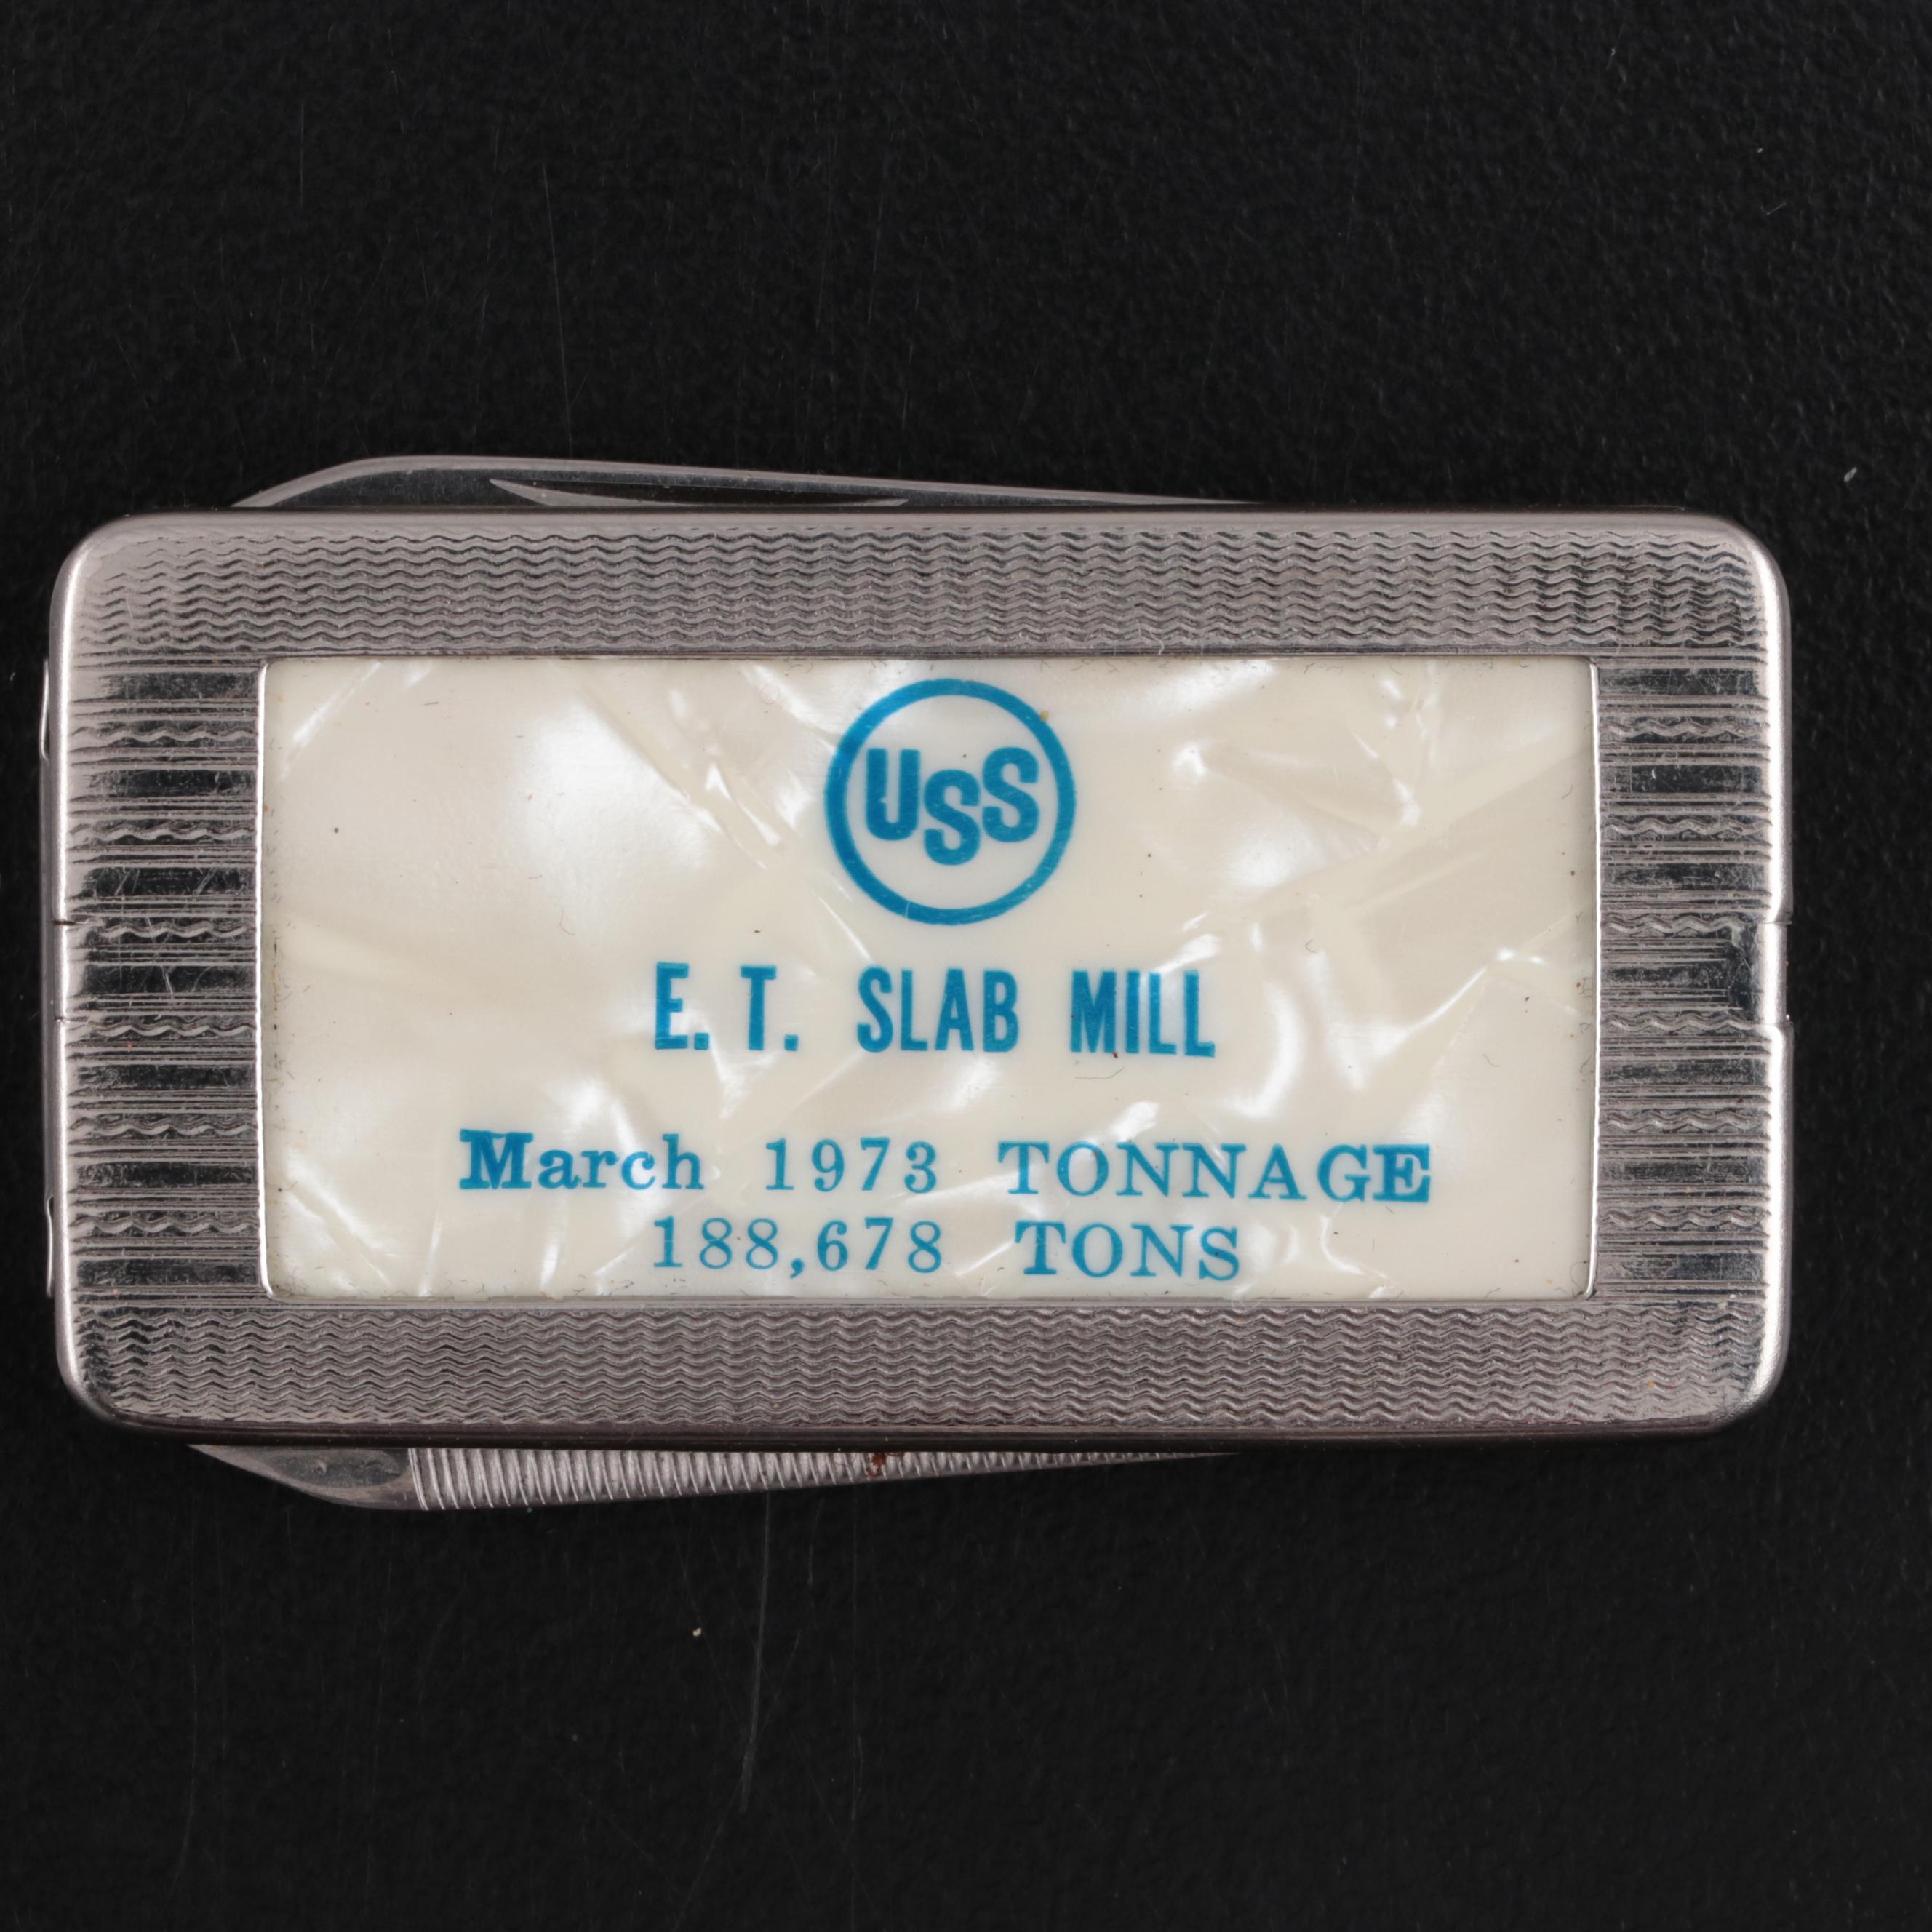 USS
E. T. SLAB MILL
March 1973 TONNAGE
188,678 TONS